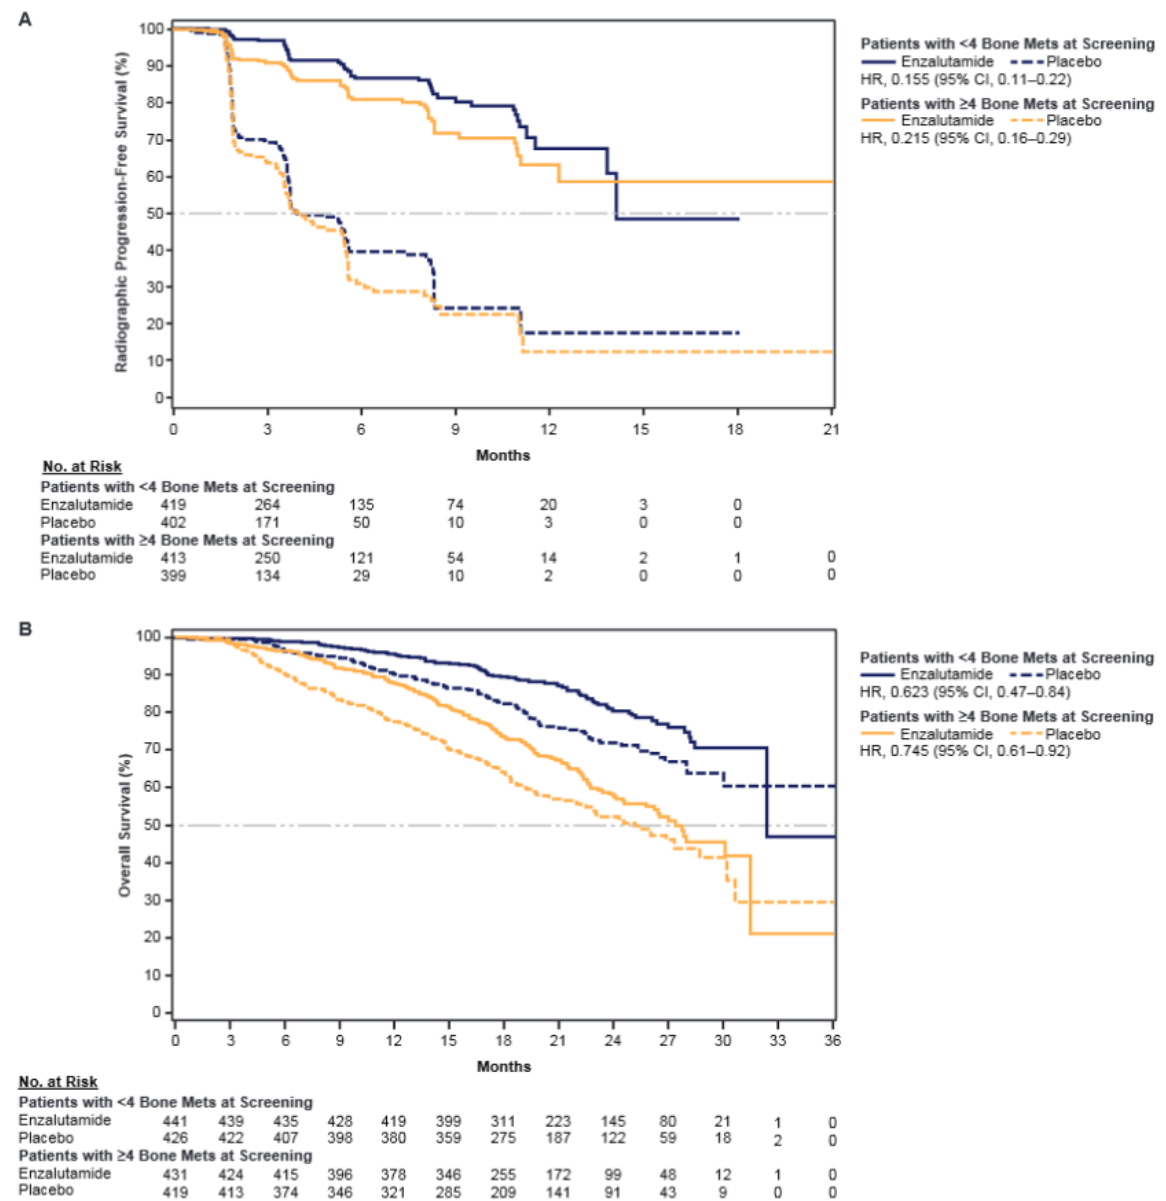 A
Radiographic Progression-Free Survival (%)
100
90
80
70
60
50
40
30
20
10
0
0 3 6 9 12 15 18 21
Months
Patients with <4 Bone Mets at Screening
Enzalutamide Placebo
HR, 0.155 (95% CI, 0.11–0.22)
Patients with ≥4 Bone Mets at Screening
Enzalutamide Placebo
HR, 0.215 (95% CI, 0.16–0.29)
No. at Risk
Patients with <4 Bone Mets at Screening
Enzalutamide 419 264 135 74 20 3 0
Placebo 402 171 50 10 3 0 0
Patients with ≥4 Bone Mets at Screening
Enzalutamide 413 250 121 54 14 2 1 0
Placebo 399 134 29 10 2 0 0 0
B
Overall Survival (%)
100
90
80
70
60
50
40
30
20
10
0
0 3 6 9 12 15 18 21 24 27 30 33 36
Months
Patients with <4 Bone Mets at Screening
Enzalutamide Placebo
HR, 0.623 (95% CI, 0.47–0.84)
Patients with ≥4 Bone Mets at Screening
Enzalutamide Placebo
HR, 0.745 (95% CI, 0.61–0.92)
No. at Risk
Patients with <4 Bone Mets at Screening
Enzalutamide 441 439 435 428 419 399 311 223 145 80 21 1 0
Placebo 426 422 407 398 380 359 275 187 122 59 18 2 0
Patients with ≥4 Bone Mets at Screening
Enzalutamide 431 424 415 396 378 346 255 172 99 48 12 1 0
Placebo 419 413 374 346 321 285 209 141 91 43 9 0 0